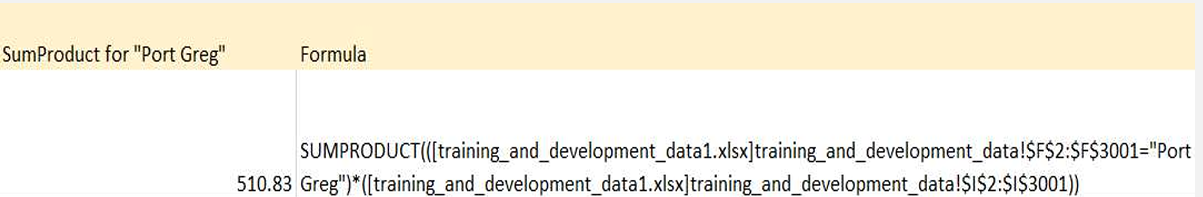 SumProduct for "Port Greg" Formula
SUMPRODUCT(([training_and_development_data1.xlsx]training_and_development_data!$F$2:$F$3001="Port
510.83 Greg")*([training_and_development_data1.xlsx]training_and_development_data!$I$2:$I$3001))